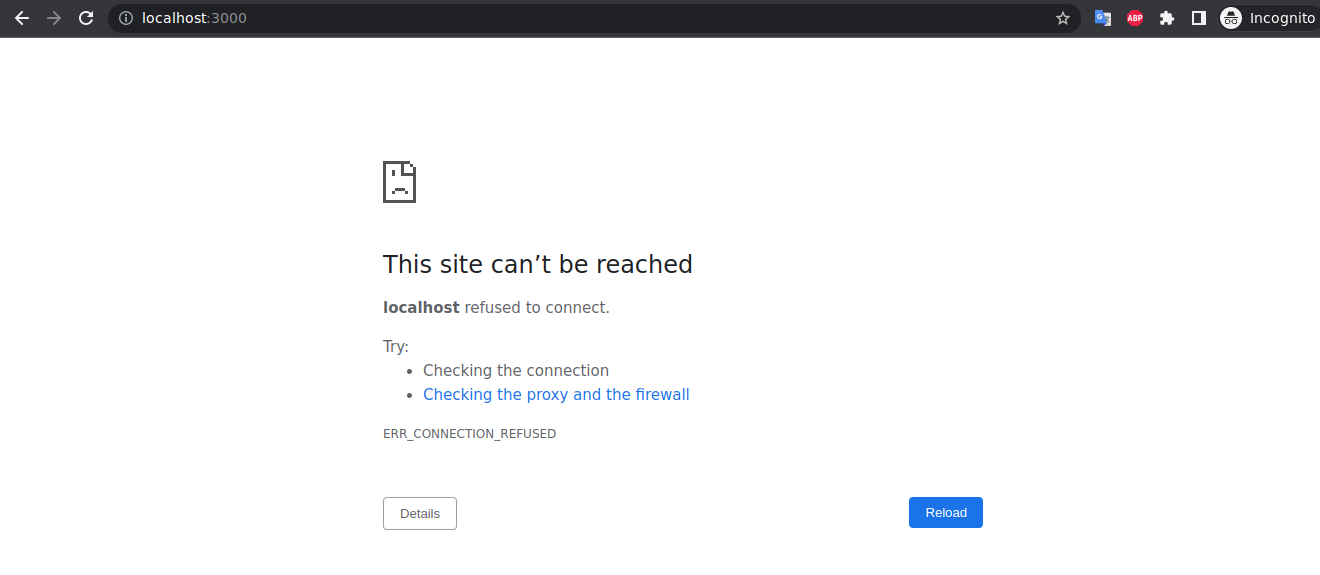 localhost:3000
G
ABP
Incognito
This site can’t be reached
localhost refused to connect.
Try:
Checking the connection
Checking the proxy and the firewall
ERR_CONNECTION_REFUSED
Details
Reload